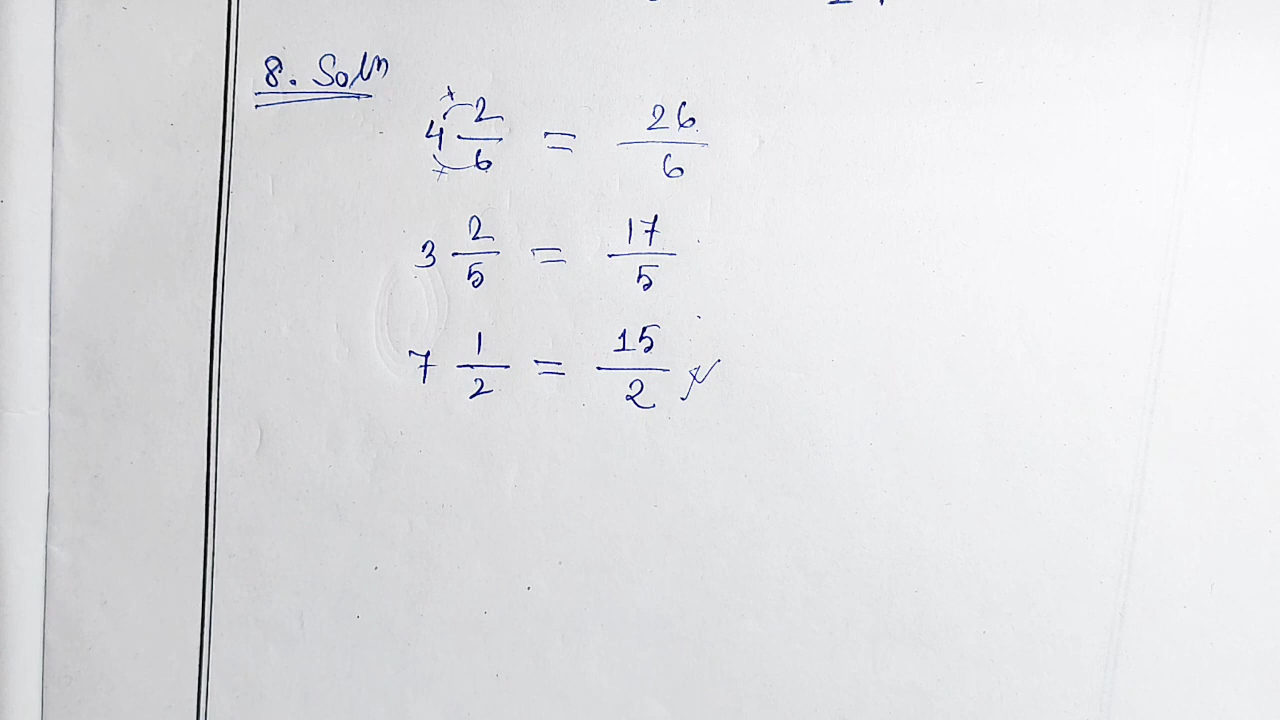 8. Soln
4 2/6 = 26/6
3 2/5 = 17/5
7 1/2 = 15/2